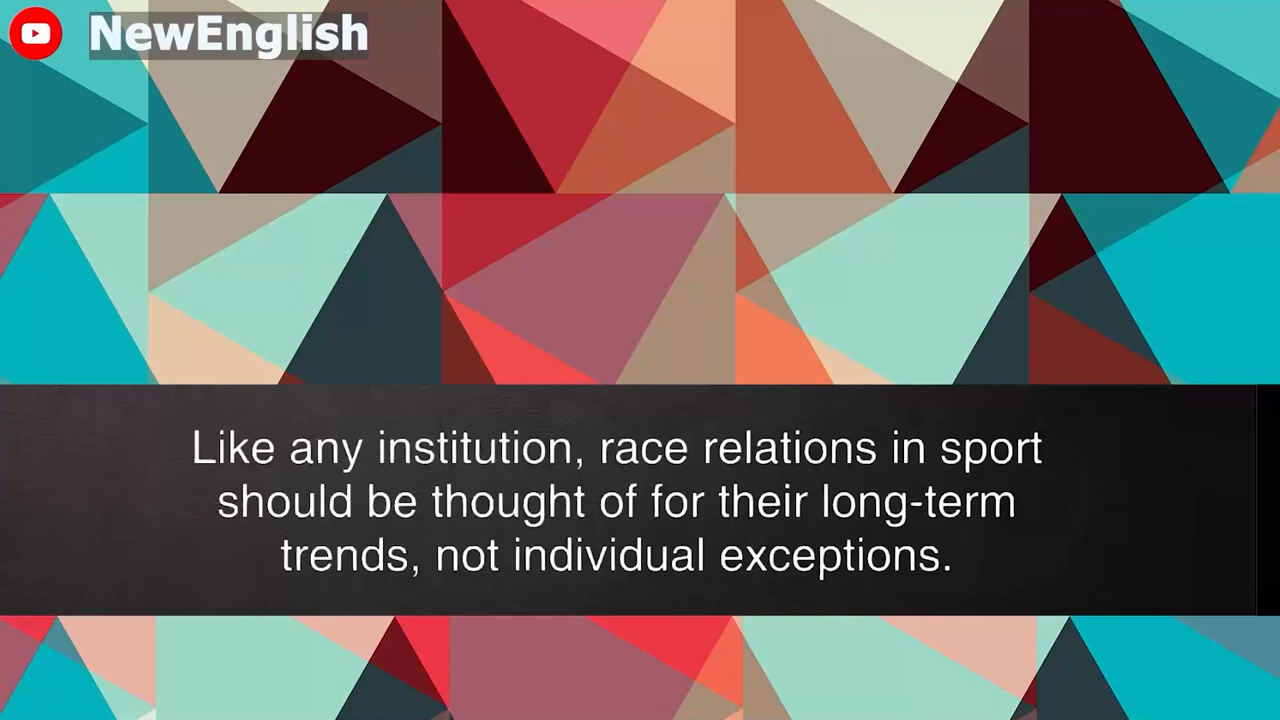 NewEnglish
Like any institution, race relations in sport
should be thought of for their long-term
trends, not individual exceptions.